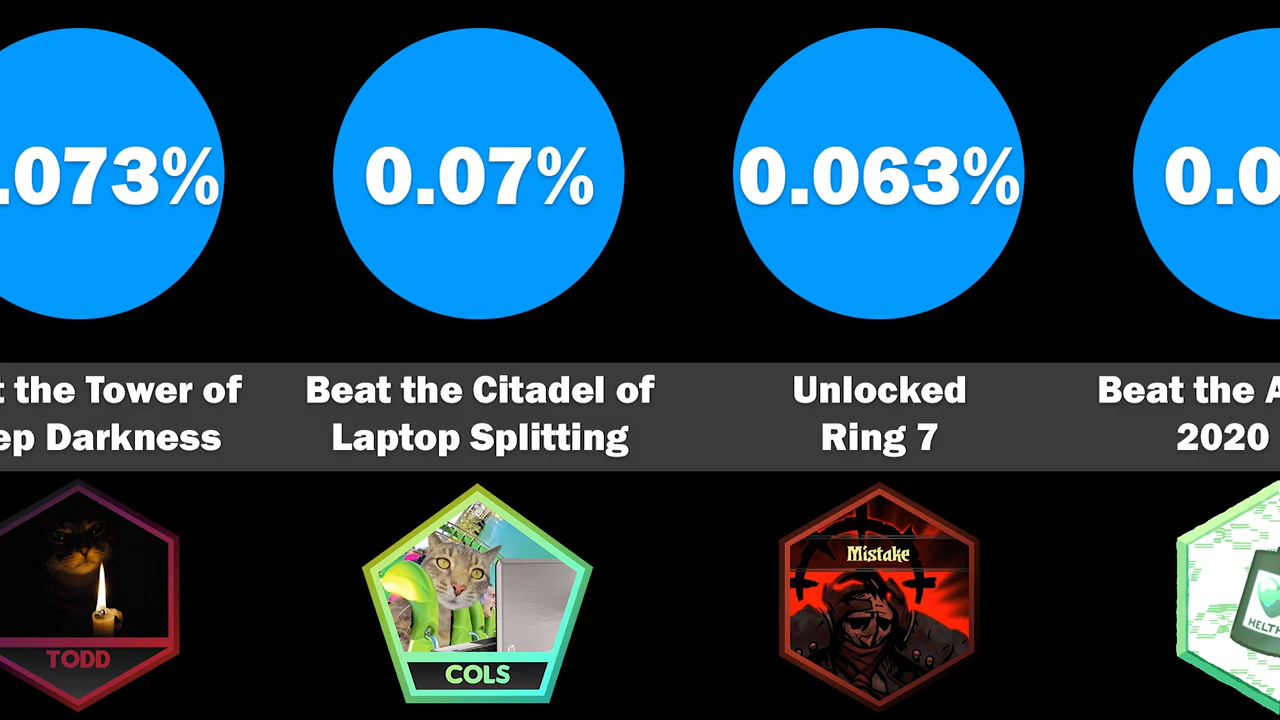 .073%
0.07%
0.063%
0.0
t the Tower of
ep Darkness
Beat the Citadel of
Laptop Splitting
Unlocked
Ring 7
Beat the A
2020
TODD
COLS
Mistake
HELTH